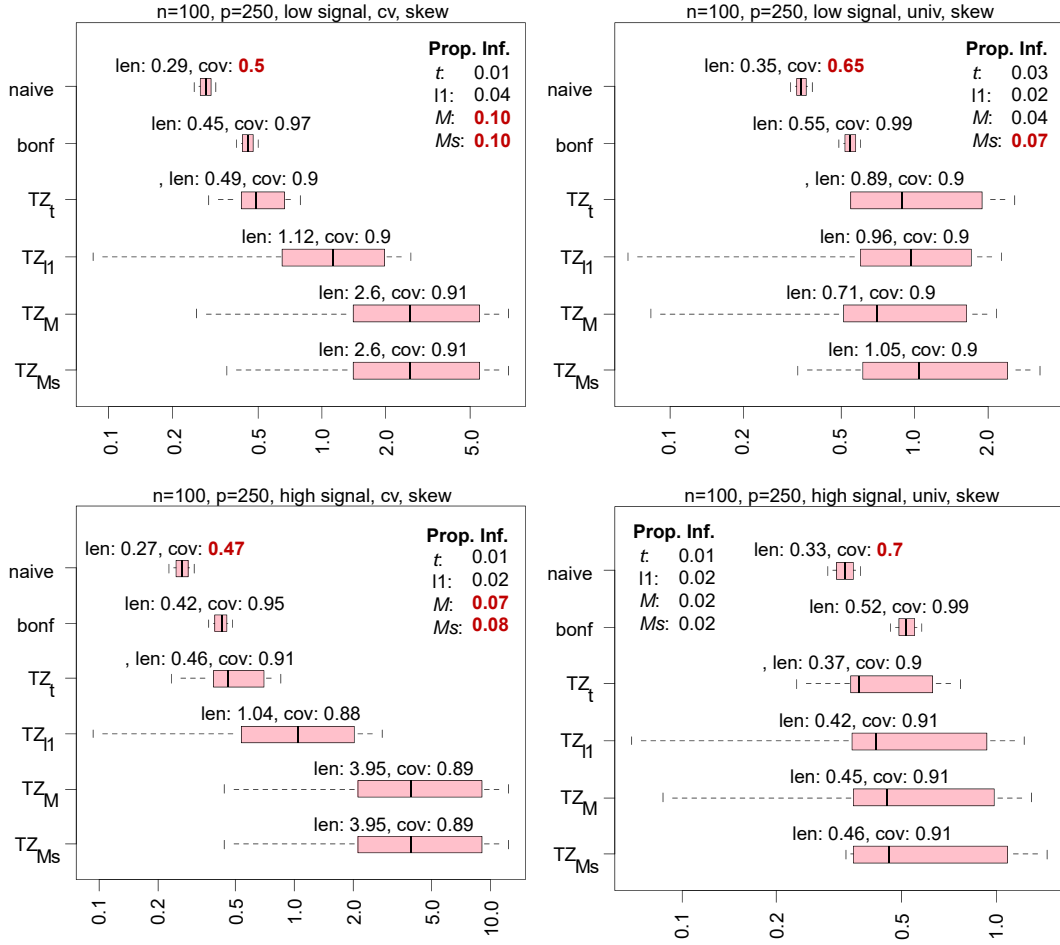 n=100, p=250, low signal, cv, skew
Prop. Inf.
t: 0.01
l1: 0.04
M: 0.10
Ms: 0.10
naive
len: 0.29, cov: 0.5
bonf
len: 0.45, cov: 0.97
TZt
, len: 0.49, cov: 0.9
TZl1
len: 1.12, cov: 0.9
TZM
len: 2.6, cov: 0.91
TZMs
len: 2.6, cov: 0.91
0.1 0.2 0.5 1.0 2.0 5.0
n=100, p=250, low signal, univ, skew
Prop. Inf.
t: 0.03
l1: 0.02
M: 0.04
Ms: 0.07
naive
len: 0.35, cov: 0.65
bonf
len: 0.55, cov: 0.99
TZt
, len: 0.89, cov: 0.9
TZl1
len: 0.96, cov: 0.9
TZM
len: 0.71, cov: 0.9
TZMs
len: 1.05, cov: 0.9
0.1 0.2 0.5 1.0 2.0
n=100, p=250, high signal, cv, skew
Prop. Inf.
t: 0.01
l1: 0.02
M: 0.07
Ms: 0.08
naive
len: 0.27, cov: 0.47
bonf
len: 0.42, cov: 0.95
TZt
, len: 0.46, cov: 0.91
TZl1
len: 1.04, cov: 0.88
TZM
len: 3.95, cov: 0.89
TZMs
len: 3.95, cov: 0.89
0.1 0.2 0.5 1.0 2.0 5.0 10.0
n=100, p=250, high signal, univ, skew
Prop. Inf.
t: 0.01
l1: 0.02
M: 0.02
Ms: 0.02
naive
len: 0.33, cov: 0.7
bonf
len: 0.52, cov: 0.99
TZt
, len: 0.37, cov: 0.9
TZl1
len: 0.42, cov: 0.91
TZM
len: 0.45, cov: 0.91
TZMs
len: 0.46, cov: 0.91
0.1 0.2 0.5 1.0